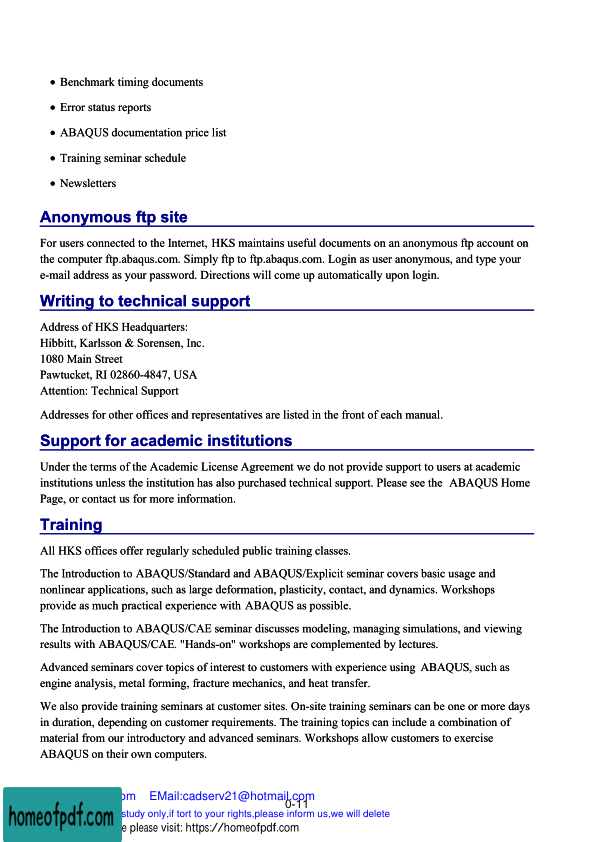 • Benchmark timing documents
• Error status reports
• ABAQUS documentation price list
• Training seminar schedule
• Newsletters
Anonymous ftp site
For users connected to the Internet, HKS maintains useful documents on an anonymous ftp account on
the computer ftp.abaqus.com. Simply ftp to ftp.abaqus.com. Login as user anonymous, and type your
e-mail address as your password. Directions will come up automatically upon login.
Writing to technical support
Address of HKS Headquarters:
Hibbitt, Karlsson & Sorensen, Inc.
1080 Main Street
Pawtucket, RI 02860-4847, USA
Attention: Technical Support
Addresses for other offices and representatives are listed in the front of each manual.
Support for academic institutions
Under the terms of the Academic License Agreement we do not provide support to users at academic
institutions unless the institution has also purchased technical support. Please see the ABAQUS Home
Page, or contact us for more information.
Training
All HKS offices offer regularly scheduled public training classes.
The Introduction to ABAQUS/Standard and ABAQUS/Explicit seminar covers basic usage and
nonlinear applications, such as large deformation, plasticity, contact, and dynamics. Workshops
provide as much practical experience with ABAQUS as possible.
The Introduction to ABAQUS/CAE seminar discusses modeling, managing simulations, and viewing
results with ABAQUS/CAE. "Hands-on" workshops are complemented by lectures.
Advanced seminars cover topics of interest to customers with experience using ABAQUS, such as
engine analysis, metal forming, fracture mechanics, and heat transfer.
We also provide training seminars at customer sites. On-site training seminars can be one or more days
in duration, depending on customer requirements. The training topics can include a combination of
material from our introductory and advanced seminars. Workshops allow customers to exercise
ABAQUS on their own computers.
EMail:cadserv21@hotmail.com
0-11
study only,if tort to your rights,please inform us,we will delete
homeofpdf.com
please visit: https://homeofpdf.com